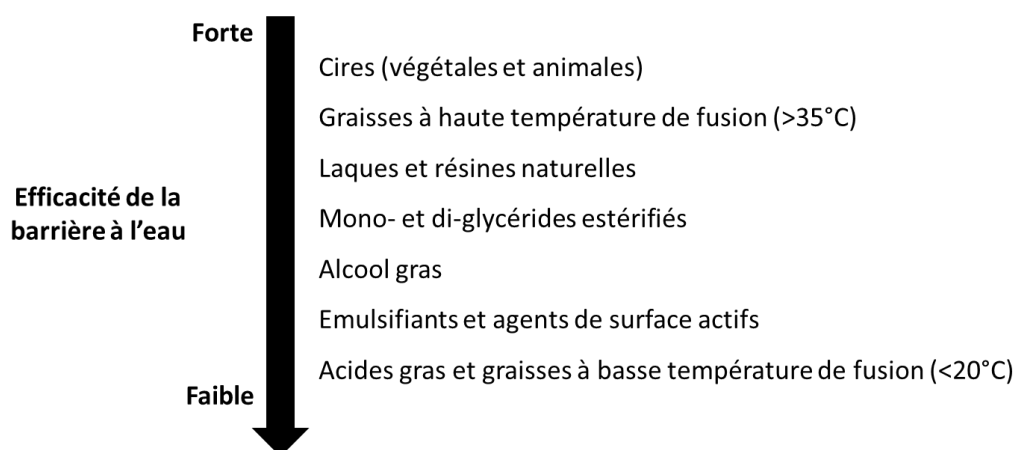 Forte
Cires (végétales et animales)
Graisses à haute température de fusion (>35°C)
Laques et résines naturelles
Efficacité de la
barrière à l'eau
Mono- et di-glycérides estérifiés
Alcool gras
Emulsifiants et agents de surface actifs
Acides gras et graisses à basse température de fusion (<20°C)
Faible